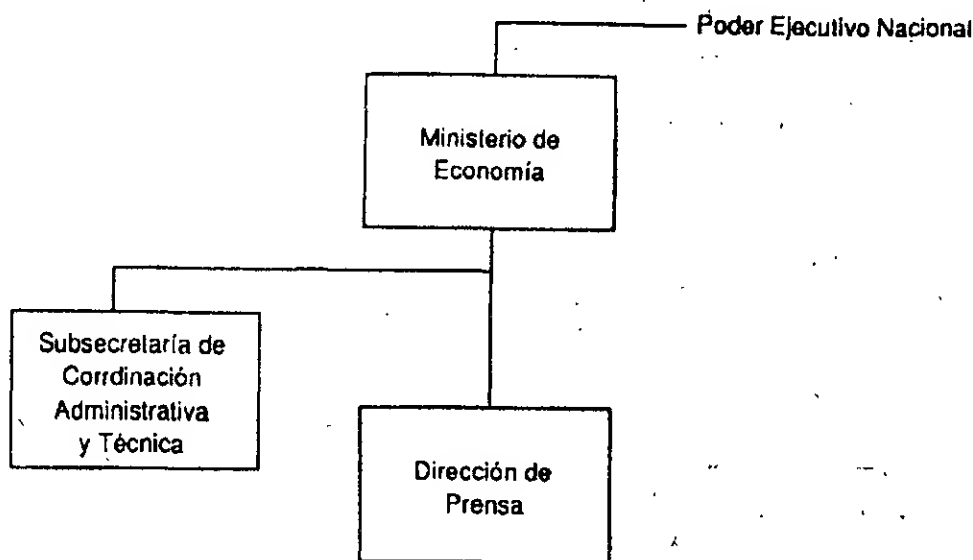 Poder Ejecutivo Nacional
Ministerio de
Economía
Subsecretaría de
Corrdinación
Administrativa
y Técnica
Dirección de
Prensa